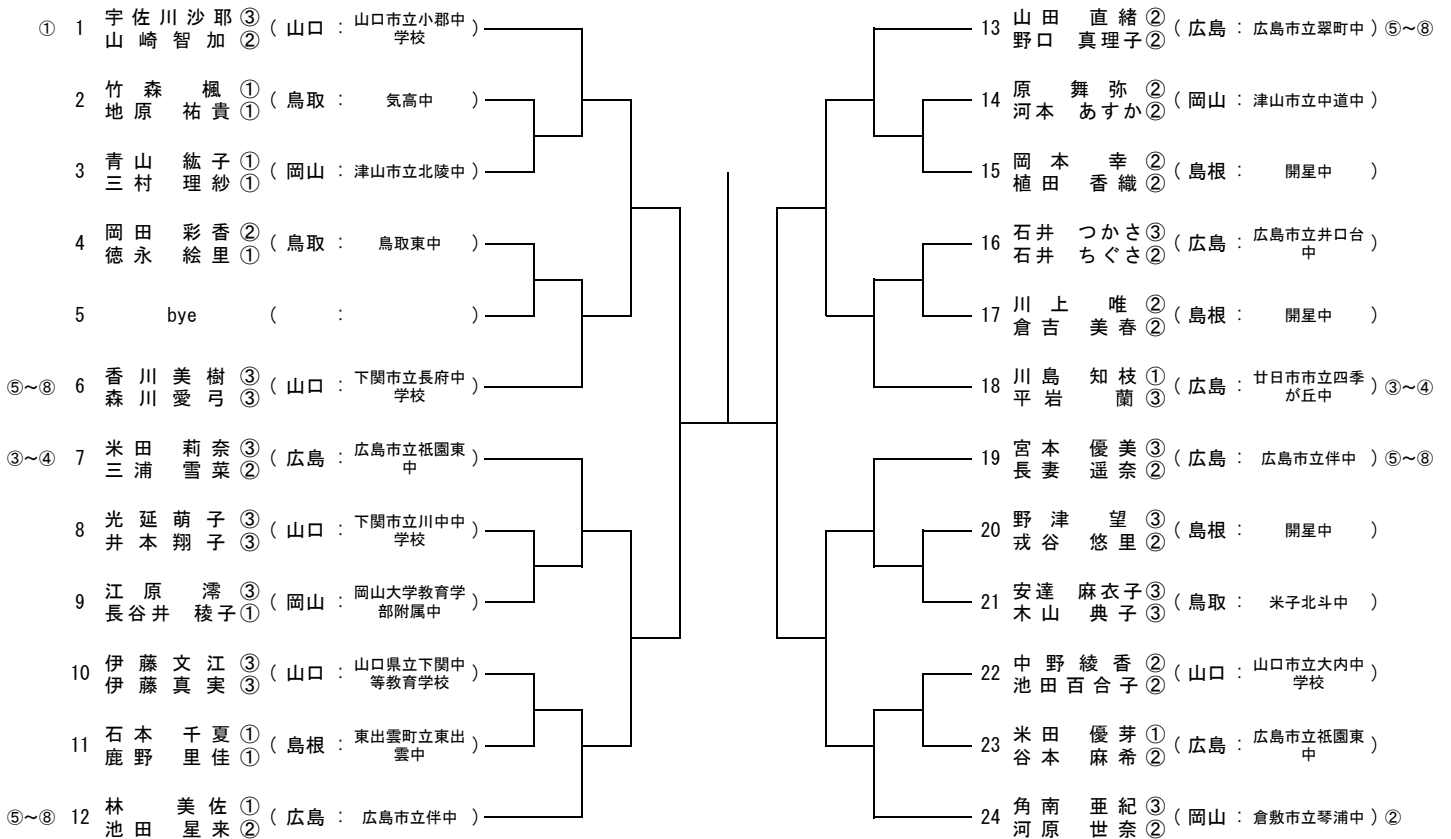 ① 1 宇佐川沙耶 ③ ( 山口 : 山口市立小郡中学校 )
山崎智加 ②
2 竹森 楓 ① ( 鳥取 : 気高中 )
地原 祐貴 ①
3 青山 紘子 ① ( 岡山 : 津山市立北陵中 )
三村 理紗 ①
4 岡田 彩香 ② ( 鳥取 : 鳥取東中 )
徳永 絵里 ①
5 bye ( : )
⑤~⑧ 6 香川美樹 ③ ( 山口 : 下関市立長府中学校 )
森川愛弓 ③
③~④ 7 米田 莉奈 ③ ( 広島 : 広島市立祇園東中 )
三浦 雪菜 ②
8 光延萌子 ③ ( 山口 : 下関市立川中中学校 )
井本翔子 ③
9 江原 澪 ③ ( 岡山 : 岡山大学教育学部附属中 )
長谷井 稜子 ①
10 伊藤文江 ③ ( 山口 : 山口県立下関中等教育学校 )
伊藤真実 ③
11 石本 千夏 ① ( 島根 : 東出雲町立東出雲中 )
鹿野 里佳 ①
⑤~⑧ 12 林 美佐 ① ( 広島 : 広島市立伴中 )
池田 星来 ②
13 山田 直緒 ② ( 広島 : 広島市立翠町中 ) ⑤~⑧
野口 真理子 ②
14 原 舞弥 ② ( 岡山 : 津山市立中道中 )
河本 あすか ②
15 岡本 幸 ② ( 島根 : 開星中 )
植田 香織 ②
16 石井 つかさ ③ ( 広島 : 広島市立井口台中 )
石井 ちぐさ ②
17 川上 唯 ② ( 島根 : 開星中 )
倉吉 美春 ②
18 川島 知枝 ① ( 広島 : 廿日市市立四季が丘中 ) ③~④
平岩 蘭 ③
19 宮本 優美 ③ ( 広島 : 広島市立伴中 ) ⑤~⑧
長妻 遥奈 ②
20 野津 望 ③ ( 島根 : 開星中 )
戎谷 悠里 ②
21 安達 麻衣子 ③ ( 鳥取 : 米子北斗中 )
木山 典子 ③
22 中野綾香 ② ( 山口 : 山口市立大内中学校 )
池田百合子 ②
23 米田 優芽 ① ( 広島 : 広島市立祇園東中 )
谷本 麻希 ②
24 角南 亜紀 ③ ( 岡山 : 倉敷市立琴浦中 ) ②
河原 世奈 ②